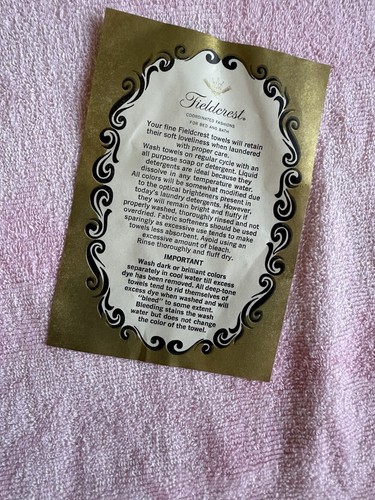 Fieldcrest®
COORDINATED FASHIONS
FOR BED AND BATH
Your fine Fieldcrest towels will retain
their soft loveliness when laundered
with proper care.
Wash towels on regular cycle with an
all purpose soap or detergent. Liquid
detergents are ideal because they
dissolve in any temperature water.
All colors will be somewhat modified due
to the optical brighteners present in
today's laundry detergents. However,
they will remain bright and fluffy if
properly washed, thoroughly rinsed and not
overdried. Fabric softeners should be used
sparingly as excessive use tends to make
towels less absorbent. Avoid using an
excessive amount of bleach.
Rinse thoroughly and fluff dry.
IMPORTANT
Wash dark or brilliant colors
separately in cool water till excess
dye has been removed. All deep-tone
towels tend to rid themselves of
excess dye when washed and will
"bleed" to some extent.
Bleeding stains the wash
water but does not change
the color of the towel.